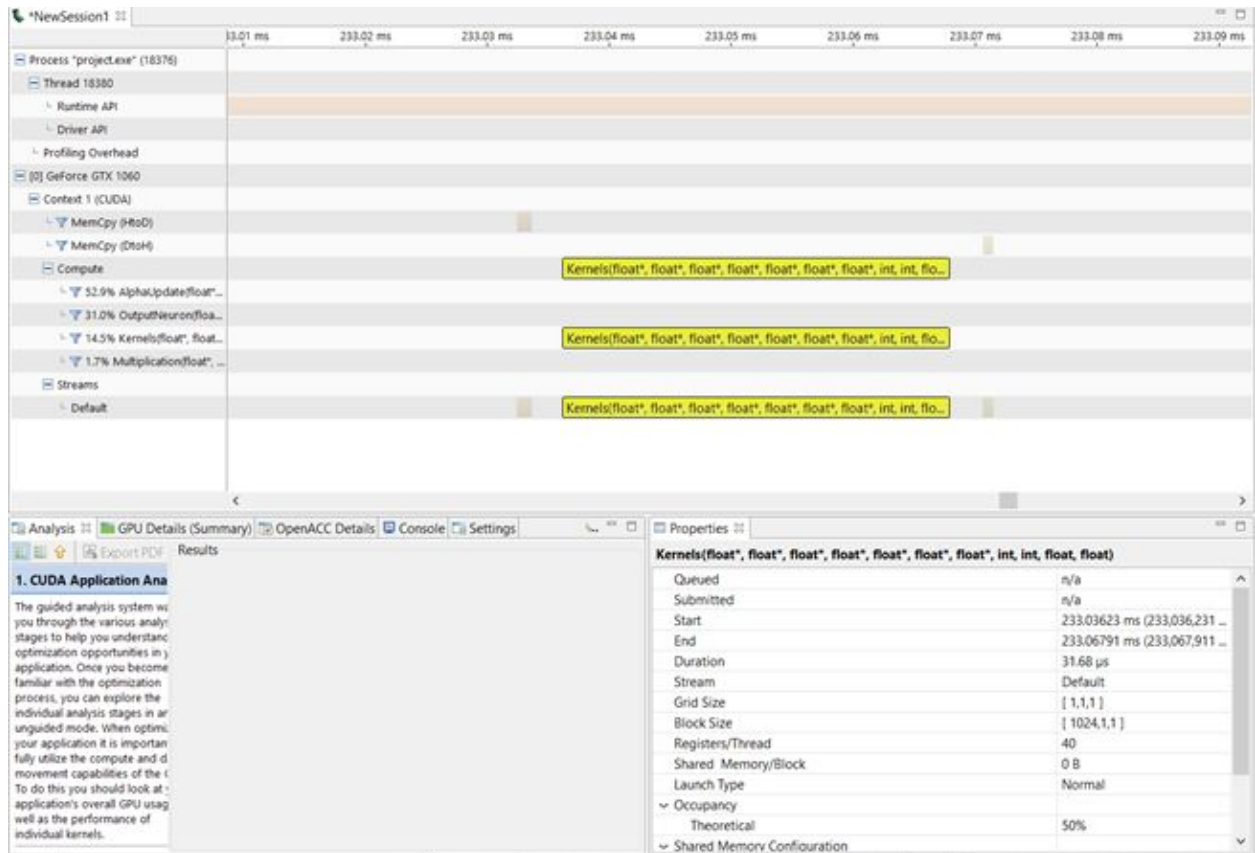 *NewSession1
33.01 ms 233.02 ms 233.03 ms 233.04 ms 233.05 ms 233.06 ms 233.07 ms 233.08 ms 233.09 ms
Process "project.exe" (18376)
Thread 18380
Runtime API
Driver API
Profiling Overhead
[0] GeForce GTX 1060
Context 1 (CUDA)
MemCpy (HtoD)
MemCpy (DtoH)
Compute
Kernels(float*, float*, float*, float*, float*, float*, float*, int, int, flo...
52.9% AlphaUpdate(float*...
31.0% OutputNeuron(floa...
14.5% Kernels(float*, float...
Kernels(float*, float*, float*, float*, float*, float*, float*, int, int, flo...
1.7% Multiplication(float*, ...
Streams
Default
Kernels(float*, float*, float*, float*, float*, float*, float*, int, int, flo...
Analysis GPU Details (Summary) OpenACC Details Console Settings
Export PDF
Results
1. CUDA Application Ana
The guided analysis system wa
you through the various analy
stages to help you understand
optimization opportunities in y
application. Once you become
familiar with the optimization
process, you can explore the
individual analysis stages in an
unguided mode. When optimi
your application it is importan
fully utilize the compute and d
movement capabilities of the
To do this you should look at
application's overall GPU usag
well as the performance of
individual kernels.
Properties
Kernels(float*, float*, float*, float*, float*, float*, float*, int, int, float, float)
Queued n/a
Submitted n/a
Start 233.03623 ms (233,036,231 ...
End 233.06791 ms (233,067,911 ...
Duration 31.68 µs
Stream Default
Grid Size [ 1,1,1 ]
Block Size [ 1024,1,1 ]
Registers/Thread 40
Shared Memory/Block 0 B
Launch Type Normal
Occupancy
Theoretical 50%
Shared Memory Configuration